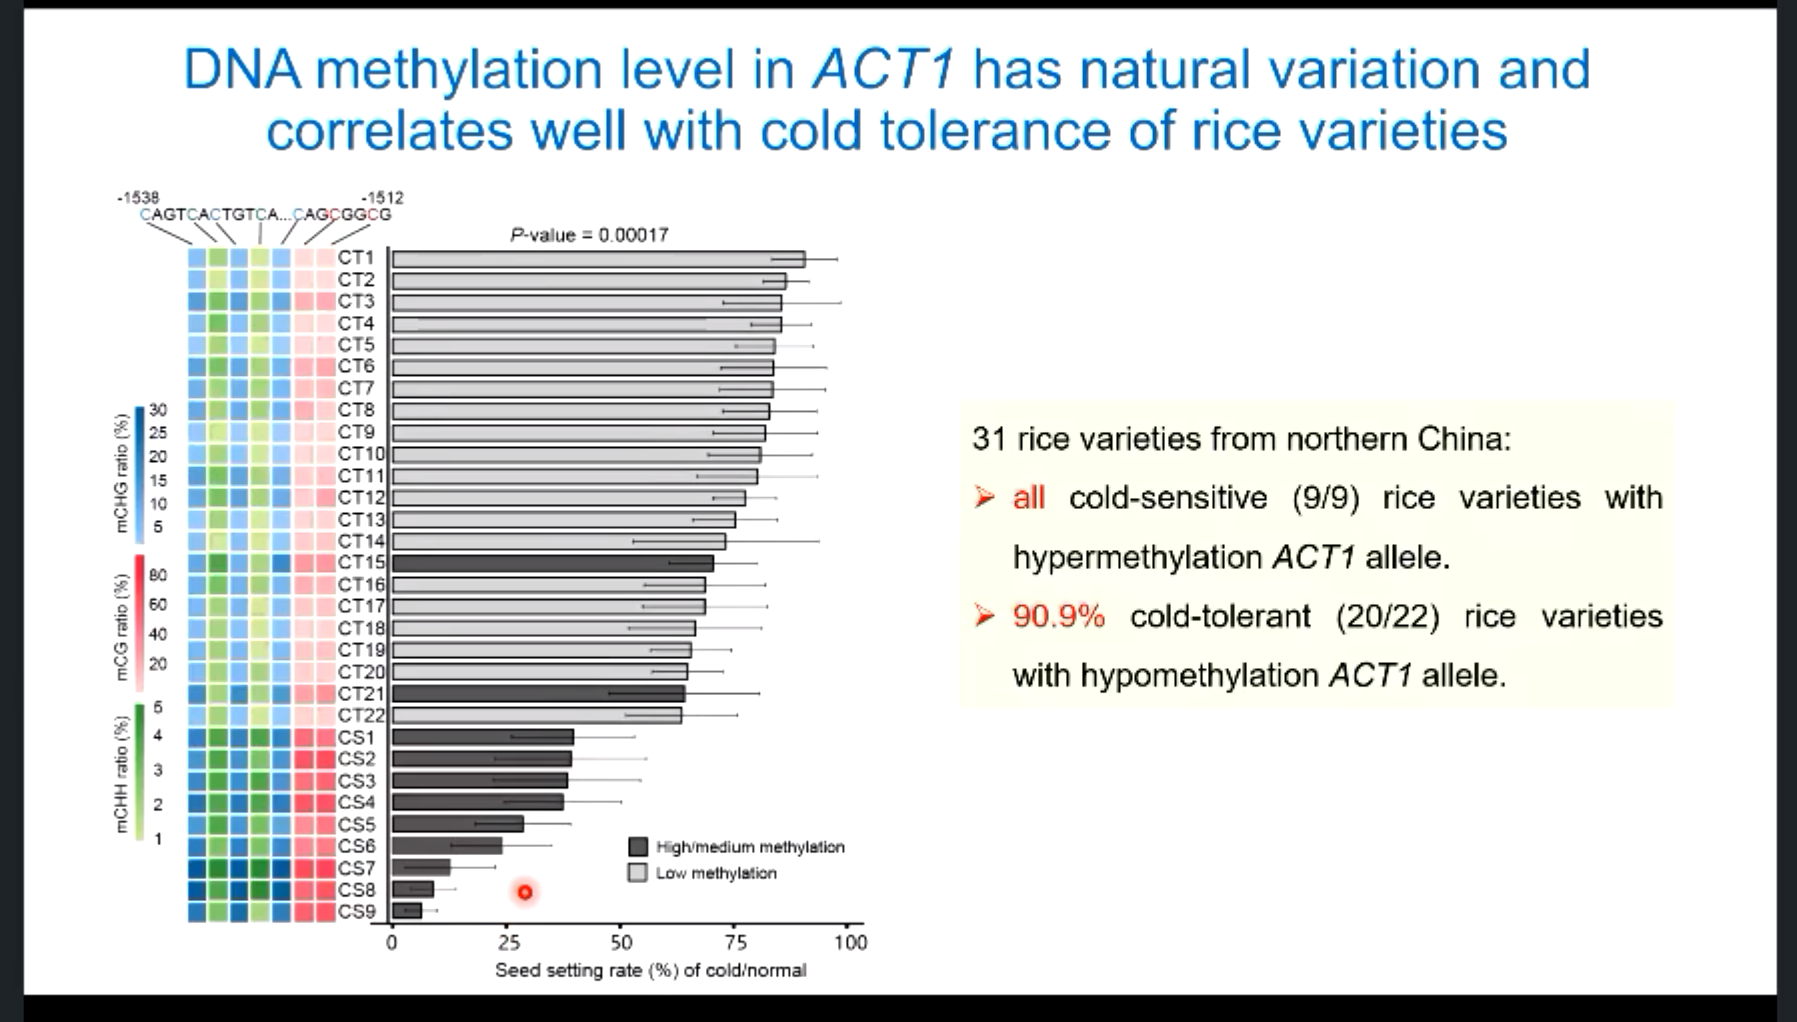 DNA methylation level in ACT1 has natural variation and
correlates well with cold tolerance of rice varieties
-1538 -1512
CAGTCACTGTCA...CAGCGGCG
P-value = 0.00017
CT1
CT2
CT3
CT4
CT5
CT6
CT7
CT8
CT9
CT10
CT11
CT12
CT13
CT14
CT15
CT16
CT17
CT18
CT19
CT20
CT21
CT22
CS1
CS2
CS3
CS4
CS5
CS6
CS7
CS8
CS9
mCHG ratio (%)
30
25
20
15
10
5
mCG ratio (%)
80
60
40
20
mCHH ratio (%)
5
4
3
2
1
High/medium methylation
Low methylation
0 25 50 75 100
Seed setting rate (%) of cold/normal
31 rice varieties from northern China:
➢ all cold-sensitive (9/9) rice varieties with
hypermethylation ACT1 allele.
➢ 90.9% cold-tolerant (20/22) rice varieties
with hypomethylation ACT1 allele.